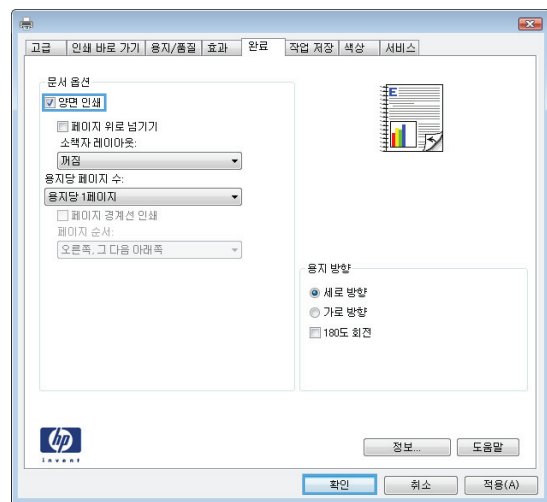 고급 인쇄 바로 가기 용지/품질 효과 완료 작업 저장 색상 서비스
문서 옵션
양면 인쇄
페이지 위로 넘기기
소책자 레이아웃:
꺼짐
용지당 페이지 수:
용지당 1페이지
페이지 경계선 인쇄
페이지 순서:
오른쪽, 그 다음 아래쪽
E
용지 방향
세로 방향
가로 방향
180도 회전
hp
invent
정보... 도움말
확인 취소 적용(A)